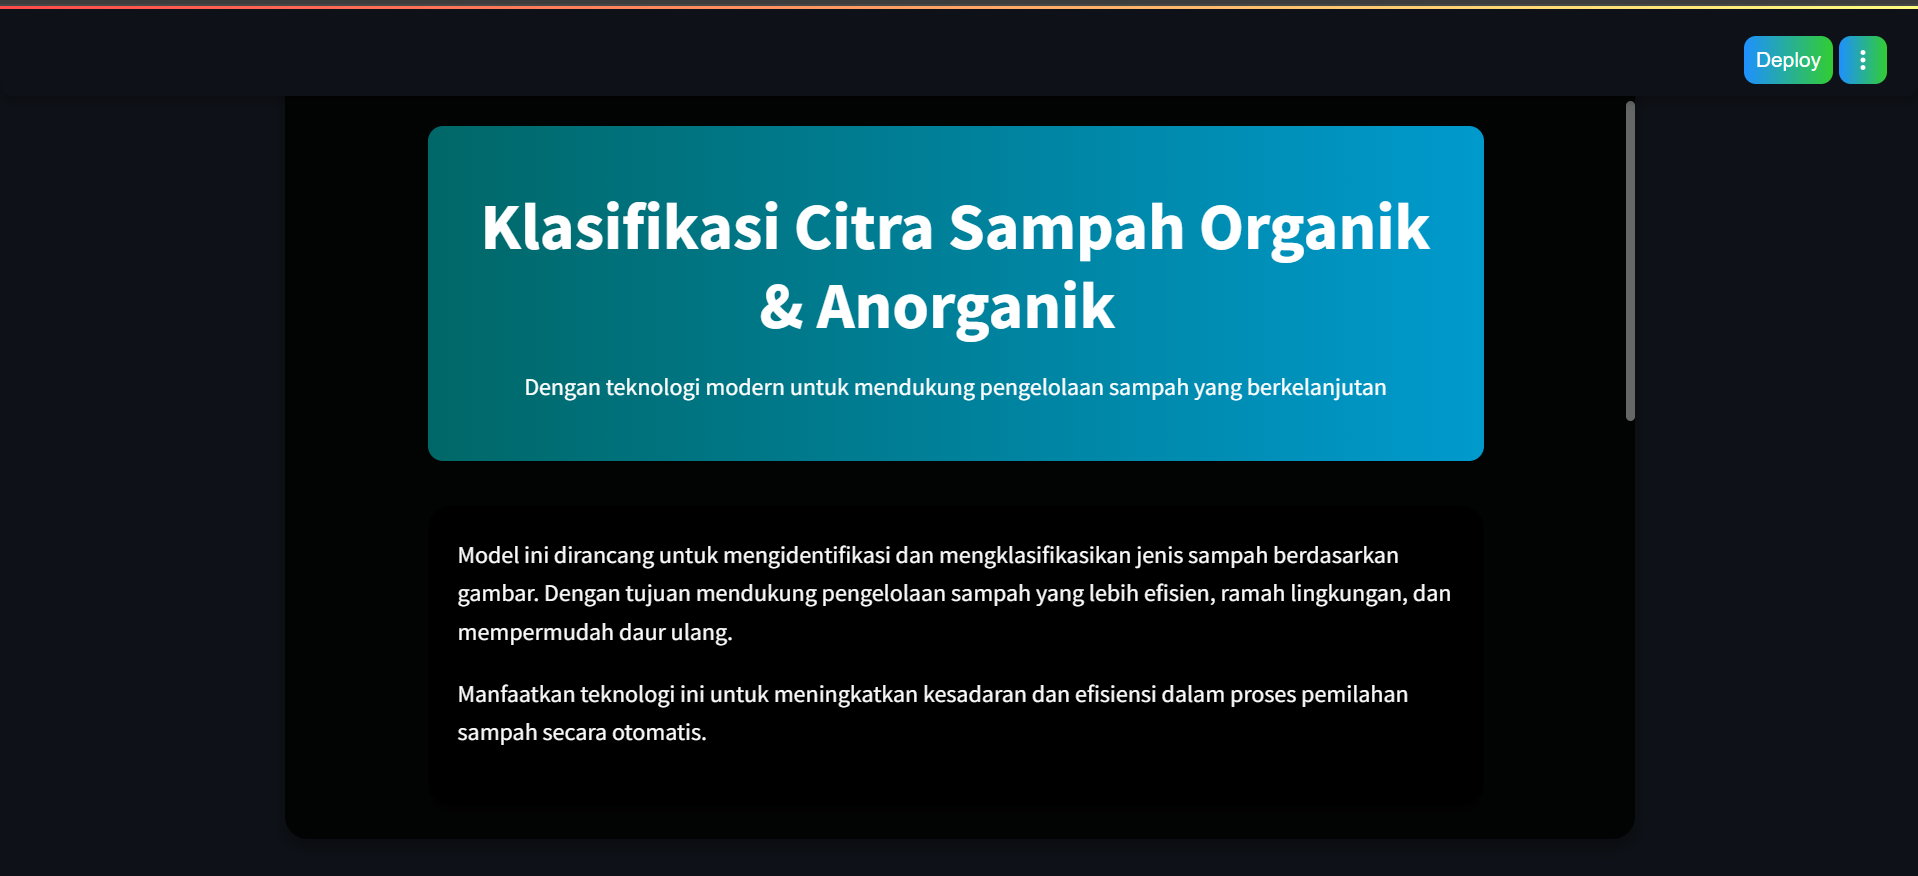 Deploy
Klasifikasi Citra Sampah Organik
& Anorganik
Dengan teknologi modern untuk mendukung pengelolaan sampah yang berkelanjutan
Model ini dirancang untuk mengidentifikasi dan mengklasifikasikan jenis sampah berdasarkan
gambar. Dengan tujuan mendukung pengelolaan sampah yang lebih efisien, ramah lingkungan, dan
mempermudah daur ulang.
Manfaatkan teknologi ini untuk meningkatkan kesadaran dan efisiensi dalam proses pemilahan
sampah secara otomatis.